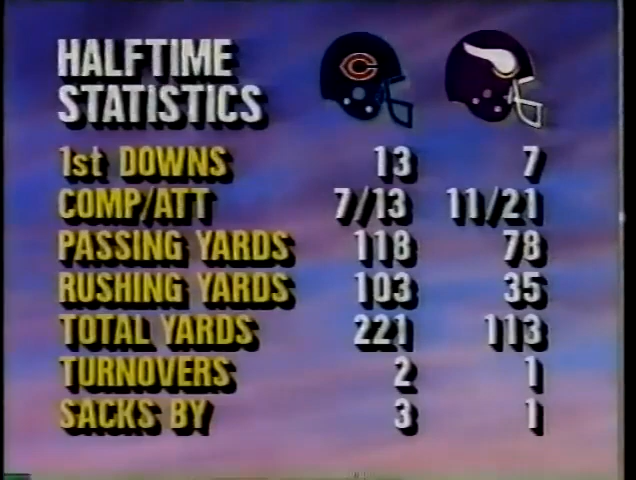 HALFTIME
STATISTICS
1st DOWNS 13 7
COMP/ATT 7/13 11/21
PASSING YARDS 118 78
RUSHING YARDS 103 35
TOTAL YARDS 221 113
TURNOVERS 2 1
SACKS BY 3 1